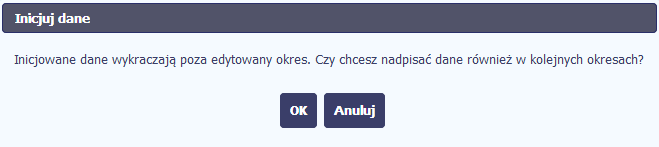 Inicjuj dane
Inicjowane dane wykraczają poza edytowany okres. Czy chcesz nadpisać dane również w kolejnych okresach?
OK Anuluj